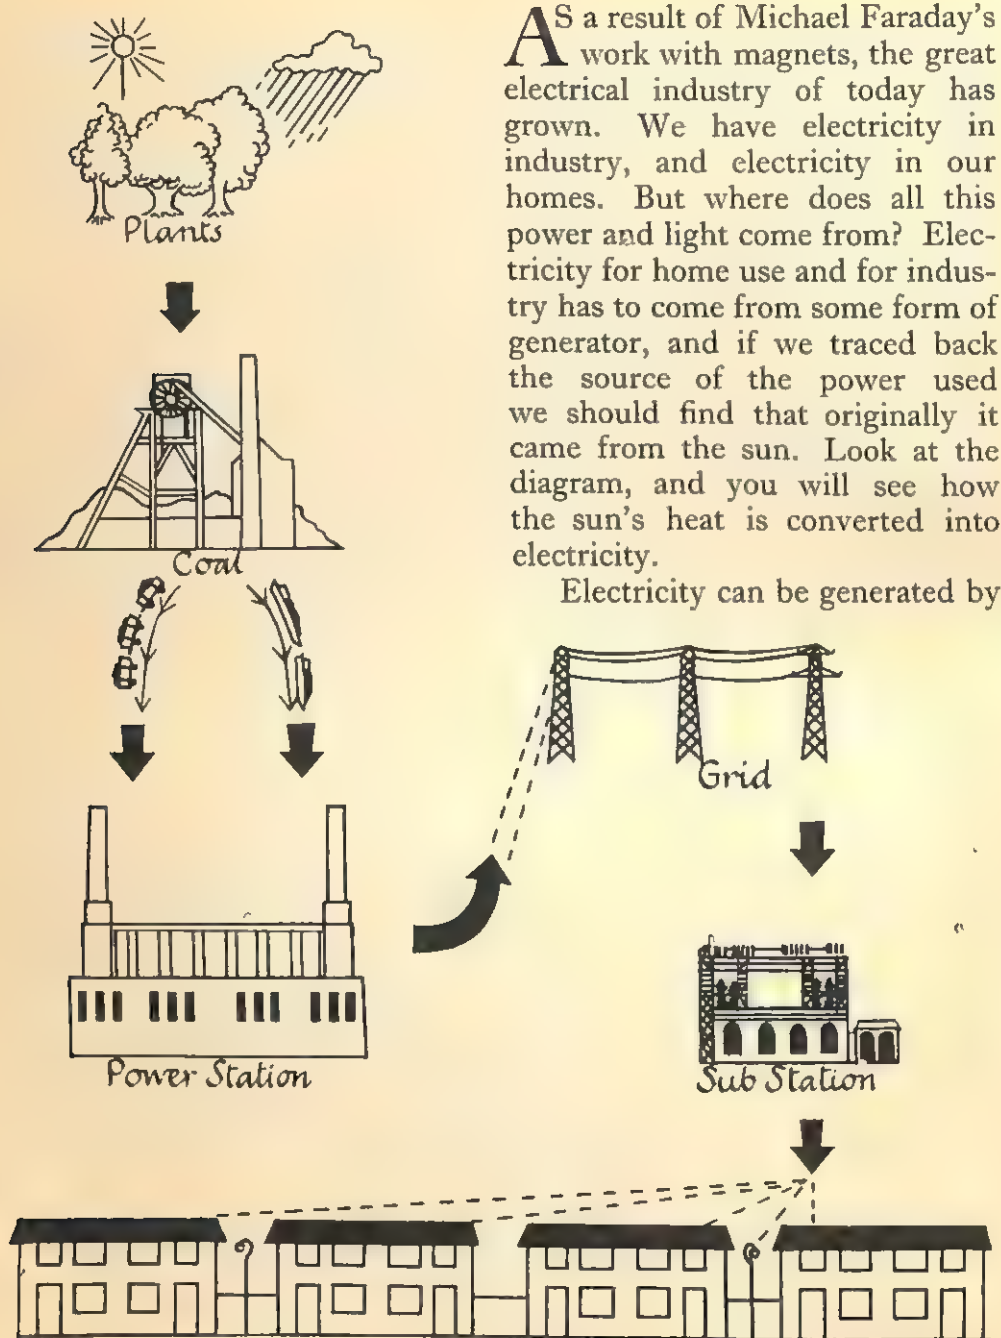 AS a result of Michael Faraday's
work with magnets, the great
electrical industry of today has
grown. We have electricity in
industry, and electricity in our
homes. But where does all this
power and light come from? Elec-
tricity for home use and for indus-
try has to come from some form of
generator, and if we traced back
the source of the power used
we should find that originally it
came from the sun. Look at the
diagram, and you will see how
the sun's heat is converted into
electricity.
Electricity can be generated by
Plants
Coal
Power Station
Grid
Sub Station